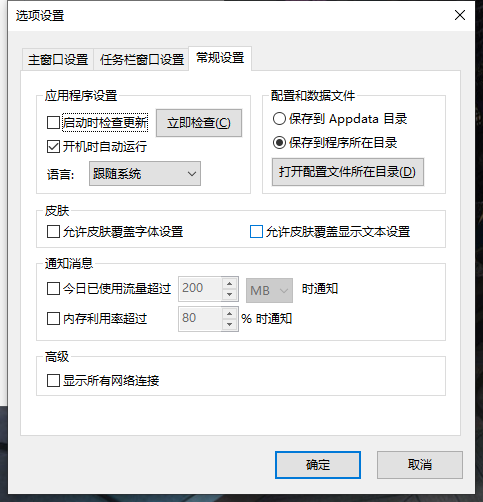 选项设置
主窗口设置 任务栏窗口设置 常规设置
应用程序设置
启动时检查更新 立即检查(C)
开机时自动运行
语言: 跟随系统
配置和数据文件
保存到 Appdata 目录
保存到程序所在目录
打开配置文件所在目录(D)
皮肤
允许皮肤覆盖字体设置 允许皮肤覆盖显示文本设置
通知消息
今日已使用流量超过 200 MB 时通知
内存利用率超过 80 % 时通知
高级
显示所有网络连接
确定 取消